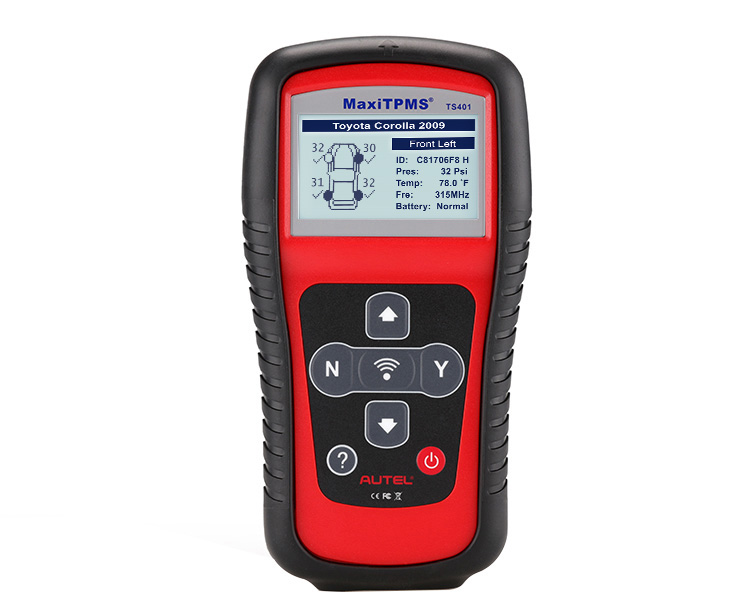 MaxiTPMS® TS401
Toyota Corolla 2009
32 30
31 32
Front Left
ID: C81706F8 H
Pres: 32 Psi
Temp: 78.0 °F
Fre: 315MHz
Battery: Normal
N Y
?
AUTEL®
CE FC